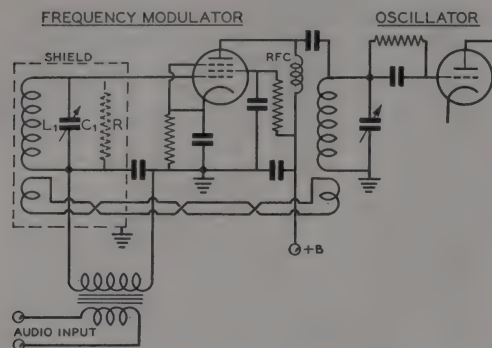 FREQUENCY MODULATOR
OSCILLATOR
SHIELD
RFC
L₁ C₁ R
+B
AUDIO INPUT